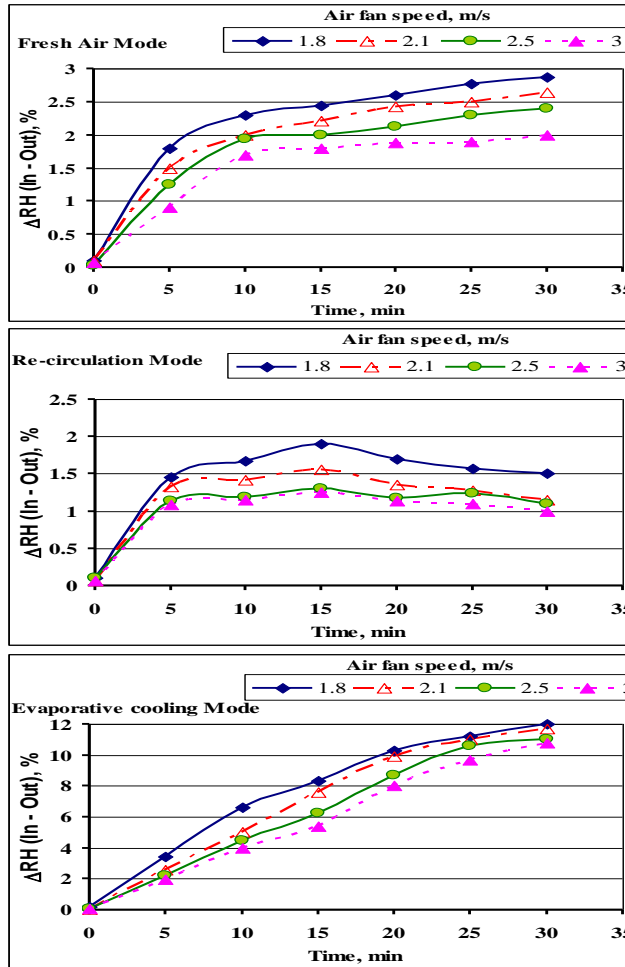 Air fan speed, m/s
Fresh Air Mode
1.8 2.1 2.5 3
3
2.5
2
1.5
1
0.5
0
ΔRH (In - Out), %
0 5 10 15 20 25 30 35
Time, min
Air fan speed, m/s
Re-circulation Mode
1.8 2.1 2.5 3
2.5
2
1.5
1
0.5
0
ΔRH (In - Out), %
0 5 10 15 20 25 30 35
Time, min
Air fan speed, m/s
1.8 2.1 2.5 3
Evaporative cooling Mode
12
10
8
6
4
2
0
ΔRH (In - Out), %
0 5 10 15 20 25 30 35
Time, min